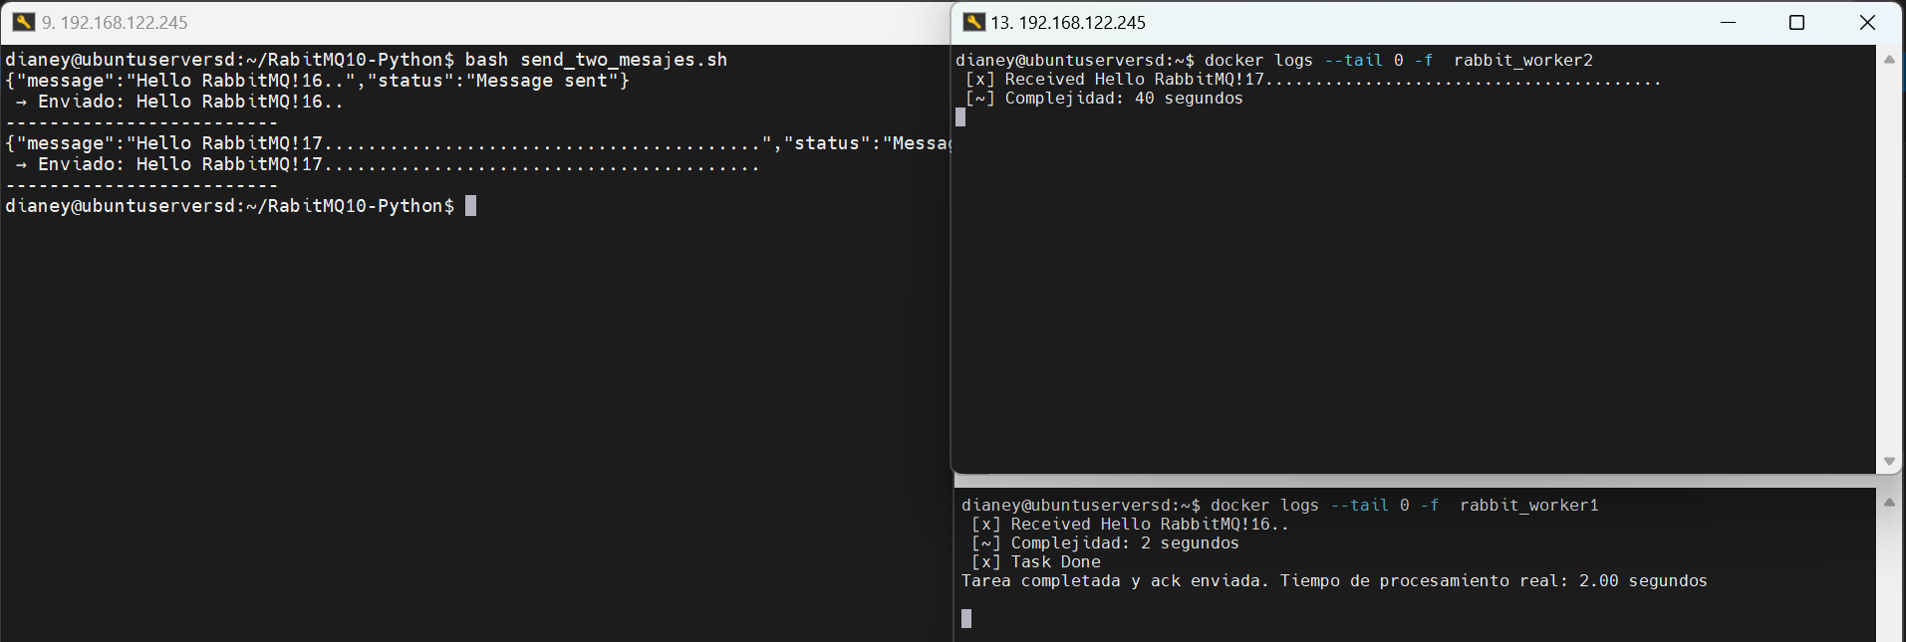 9. 192.168.122.245
dianey@ubuntuserversd:~/RabitMQ10-Python$ bash send_two_mesajes.sh
{"message":"Hello RabbitMQ!16..","status":"Message sent"}
→ Enviado: Hello RabbitMQ!16..
-------------------------
{"message":"Hello RabbitMQ!17........................................","status":"Messag
→ Enviado: Hello RabbitMQ!17........................................
-------------------------
dianey@ubuntuserversd:~/RabitMQ10-Python$
13. 192.168.122.245
dianey@ubuntuserversd:~$ docker logs --tail 0 -f  rabbit_worker2
[x] Received Hello RabbitMQ!17........................................
[~] Complejidad: 40 segundos
dianey@ubuntuserversd:~$ docker logs --tail 0 -f  rabbit_worker1
[x] Received Hello RabbitMQ!16..
[~] Complejidad: 2 segundos
[x] Task Done
Tarea completada y ack enviada. Tiempo de procesamiento real: 2.00 segundos